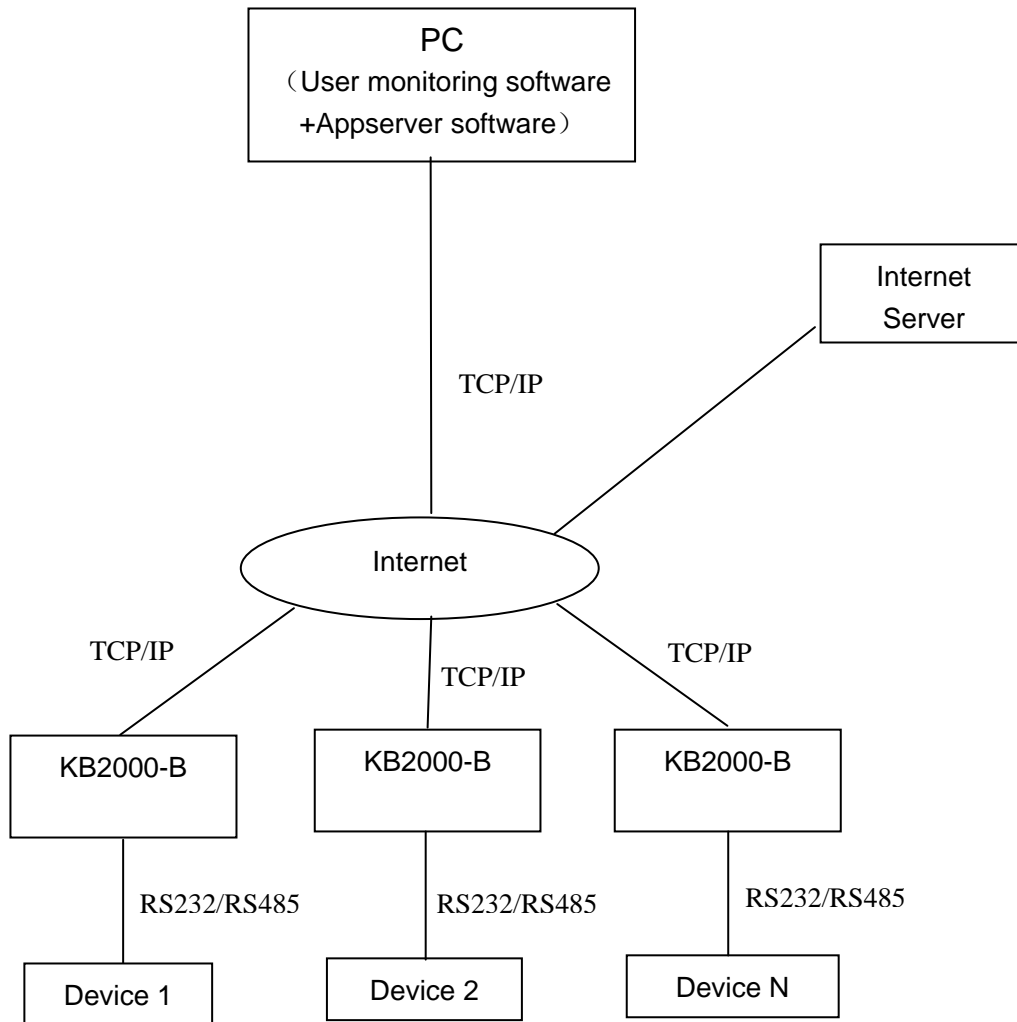 PC
（User monitoring software
+Appserver software）
Internet
Server
TCP/IP
Internet
TCP/IP
TCP/IP
TCP/IP
KB2000-B
KB2000-B
KB2000-B
RS232/RS485
RS232/RS485
RS232/RS485
Device 1
Device 2
Device N